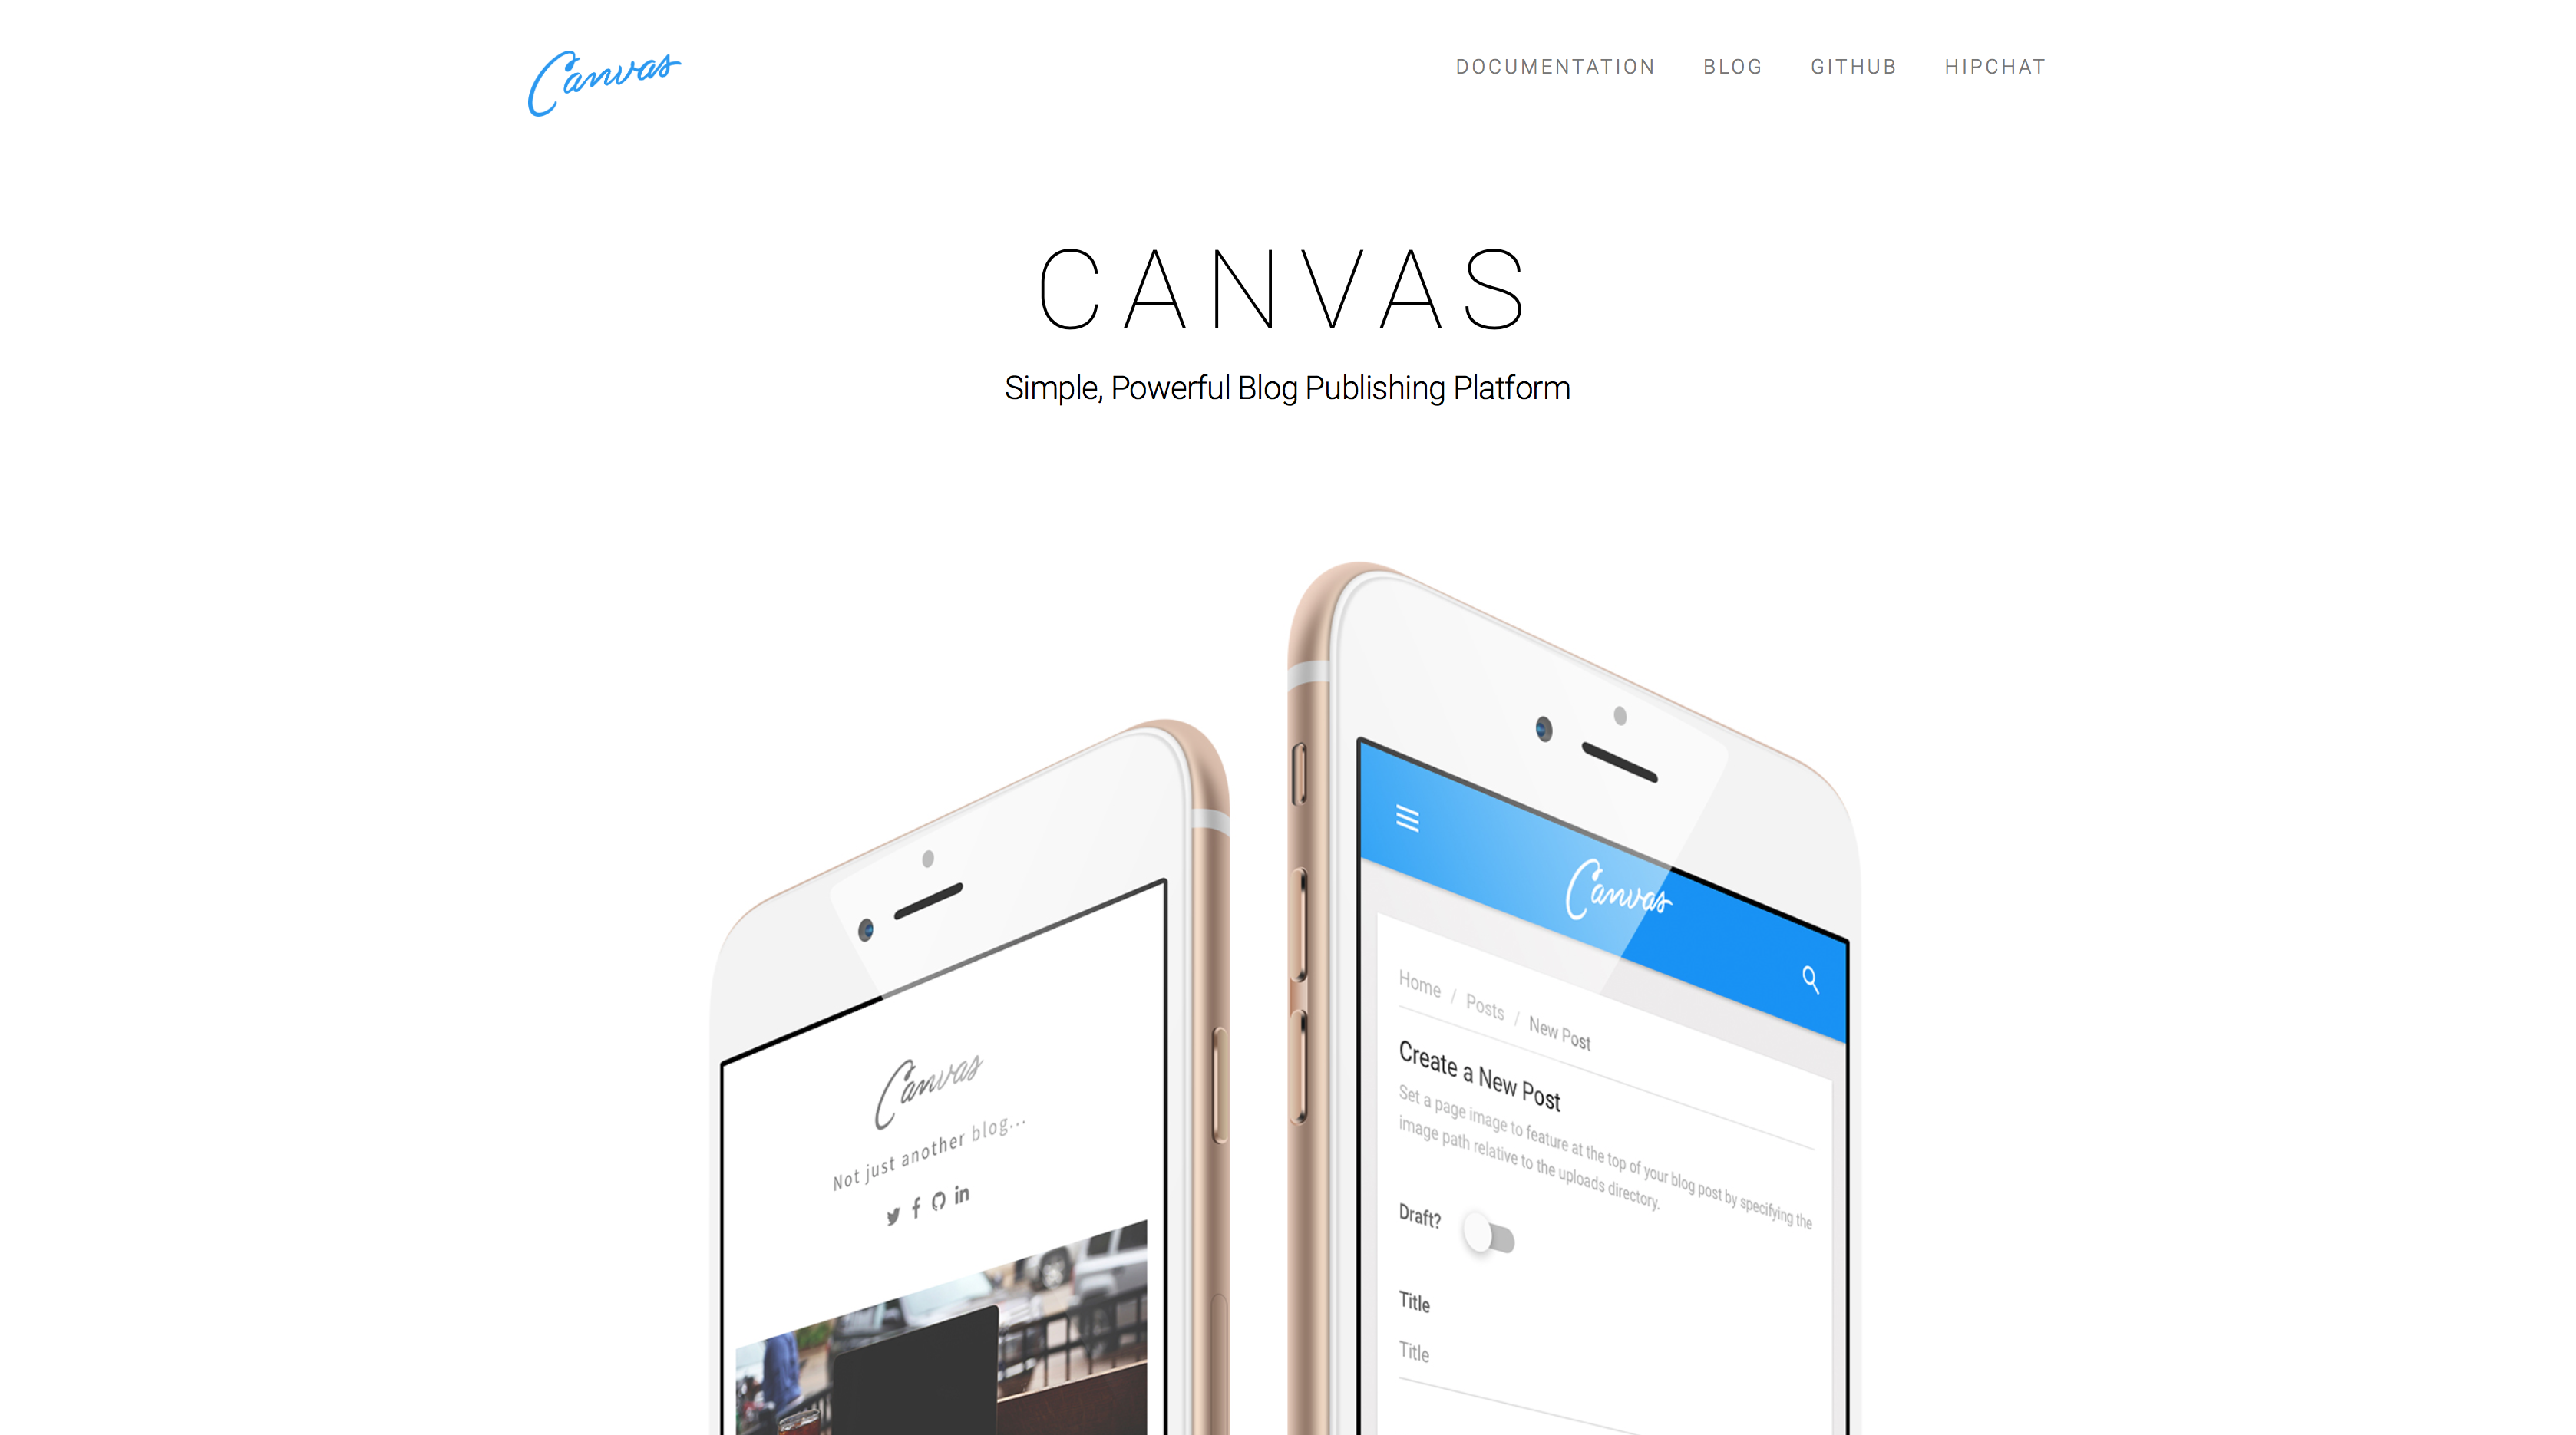 Canvas
DOCUMENTATION BLOG GITHUB HIPCHAT
CANVAS
Simple, Powerful Blog Publishing Platform
Canvas
Not just another blog...
Canvas
Home / Posts / New Post
Create a New Post
Set a page image to feature at the top of your blog post by specifying the
image path relative to the uploads directory.
Draft?
Title
Title